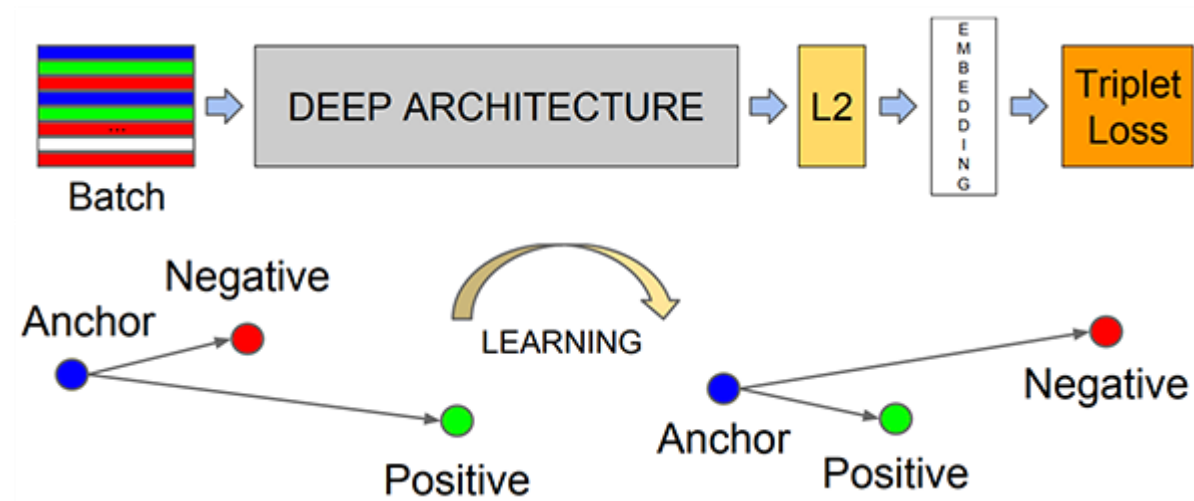 DEEP ARCHITECTURE
L2
EMBEDDING
Triplet
Loss
...
Batch
Negative
Anchor
LEARNING
Positive
Negative
Anchor
Positive